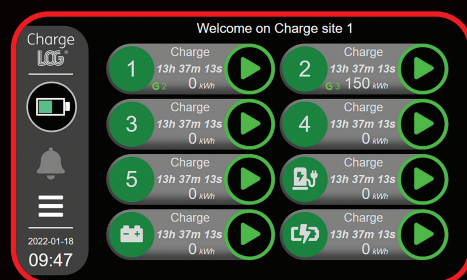 Welcome on Charge site 1
Charge
LOG
2022-01-18
09:47
1
Charge
13h 37m 13s
G 2
0 kWh
2
Charge
13h 37m 13s
G 3
150 kWh
3
Charge
13h 37m 13s
0 kWh
4
Charge
13h 37m 13s
0 kWh
5
Charge
13h 37m 13s
0 kWh
Charge
13h 37m 13s
0 kWh
Charge
13h 37m 13s
0 kWh
Charge
13h 37m 13s
0 kWh